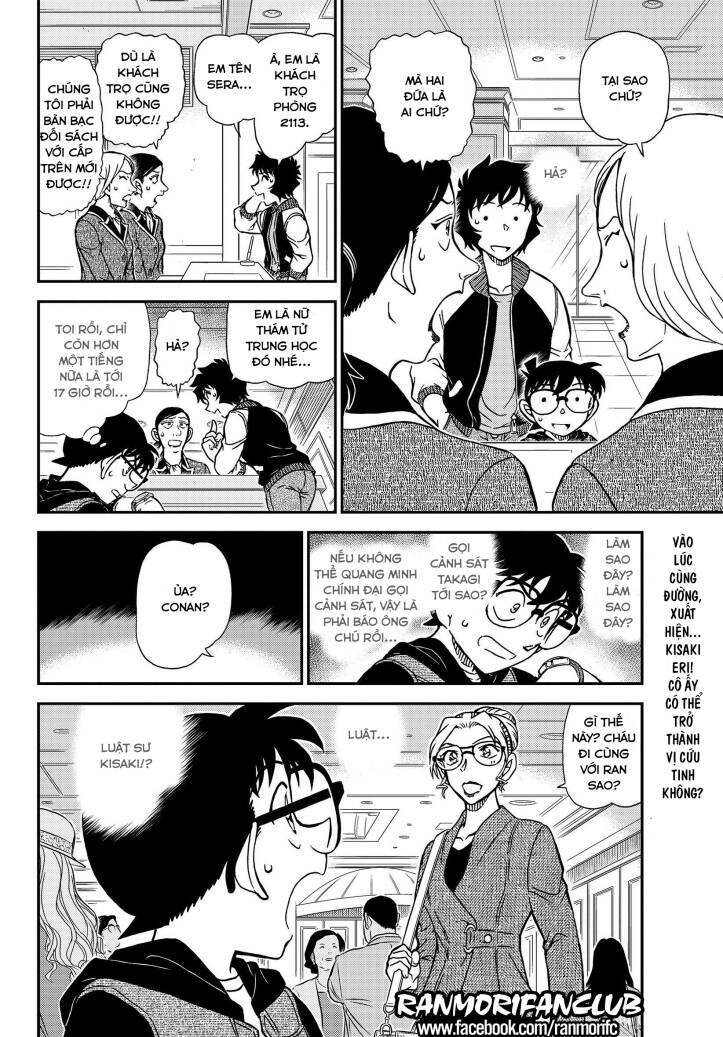 TẠI SAO
CHỨ?
HẢ?
MÀ HAI
ĐỨA LÀ
AI CHỨ?
À, EM LÀ
KHÁCH
TRỌ
PHÒNG
2113.
EM TÊN
SERA...
DÙ LÀ
KHÁCH
TRỌ CŨNG
KHÔNG
ĐƯỢC!!
CHÚNG
TÔI PHẢI
BÀN BẠC
ĐỐI SÁCH
VỚI CẤP
TRÊN MỚI
ĐƯỢC!!
EM LÀ NỮ
THÁM TỬ
TRUNG HỌC
ĐÓ NHÉ...
HẢ?
TOI RỒI, CHỈ
CÒN HƠN
MỘT TIẾNG
NỮA LÀ TỚI
17 GIỜ RỒI...
LÀM
SAO
ĐÂY?
LÀM
SAO
ĐÂY?
GỌI
CẢNH SÁT
TAKAGI
TỚI SAO?
NẾU KHÔNG
THỂ QUANG MINH
CHÍNH ĐẠI GỌI
CẢNH SÁT, VẬY LÀ
PHẢI BẢO ÔNG
CHÚ RỒI...
ỦA?
CONAN?
GÌ THẾ
NÀY? CHÁU
ĐI CÙNG
VỚI RAN
SAO?
LUẬT...
LUẬT SƯ
KISAKI!?
VÀO
LÚC
CÙNG
ĐƯỜNG,
XUẤT
HIỆN...
KISAKI
ERI!
CÔ ẤY
CÓ THỂ
TRỞ
THÀNH
VỊ CỨU
TINH
KHÔNG?
RANMORIFANCLUB
www.facebook.com/ranmorifc